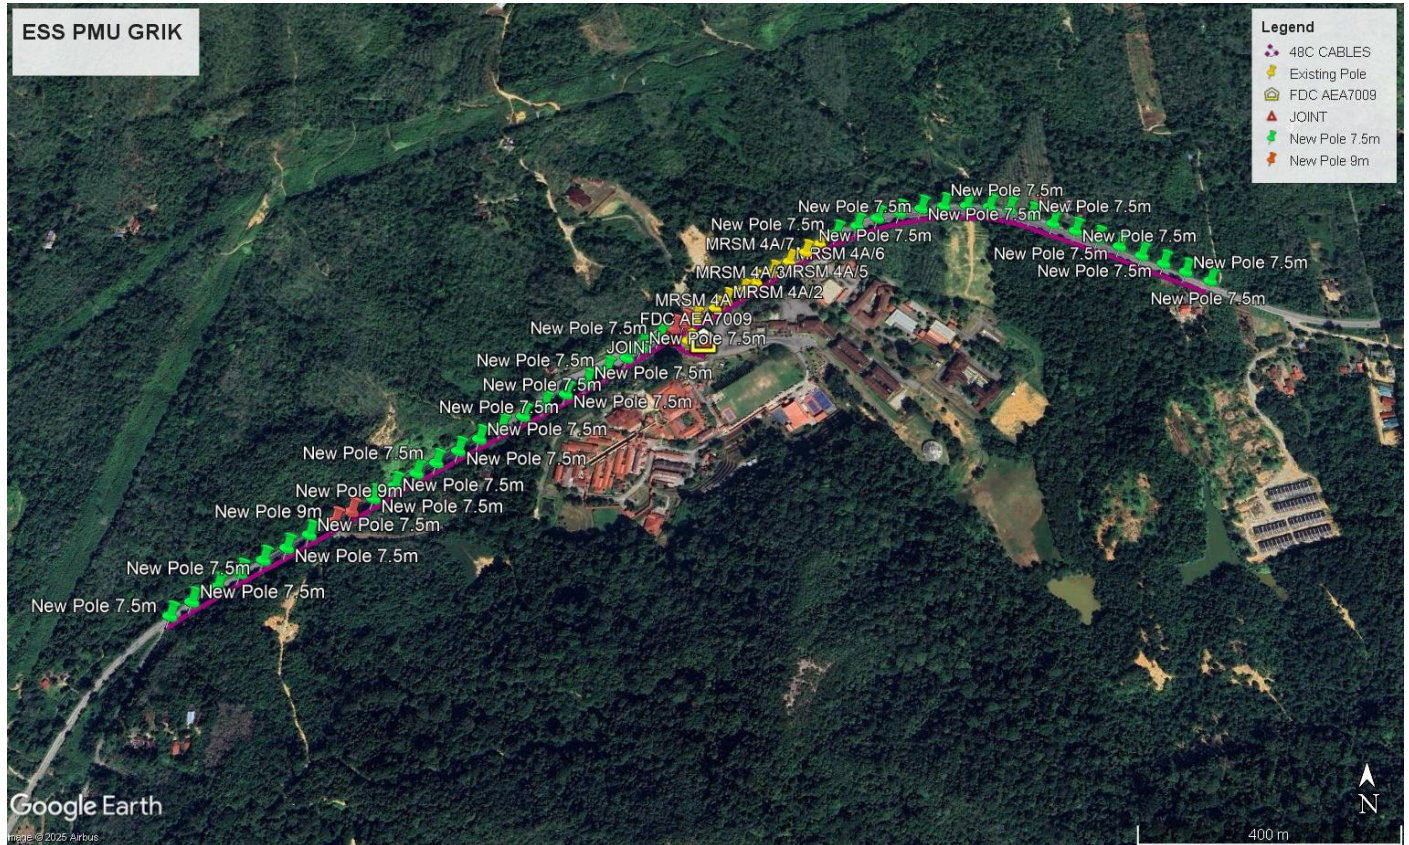 ESS PMU GRIK
Legend
48C CABLES
Existing Pole
FDC AEA7009
JOINT
New Pole 7.5m
New Pole 9m
New Pole 7.5m
New Pole 7.5m
New Pole 7.5m
New Pole 7.5m
New Pole 7.5m
New Pole 7.5m
MRSM 4A/7
MRSM 4A/6
New Pole 7.5m
New Pole 7.5m
New Pole 7.5m
MRSM 4A/3
MRSM 4A/5
New Pole 7.5m
New Pole 7.5m
MRSM 4A/2
MRSM 4A
New Pole 7.5m
FDC AEA7009
New Pole 7.5m
New Pole 7.5m
JOINT
New Pole 7.5m
New Pole 7.5m
New Pole 7.5m
New Pole 7.5m
New Pole 7.5m
New Pole 7.5m
New Pole 7.5m
New Pole 7.5m
New Pole 9m
New Pole 7.5m
New Pole 7.5m
New Pole 9m
New Pole 7.5m
New Pole 7.5m
New Pole 7.5m
New Pole 7.5m
New Pole 7.5m
Google Earth
Image © 2025 Airbus
N
400 m